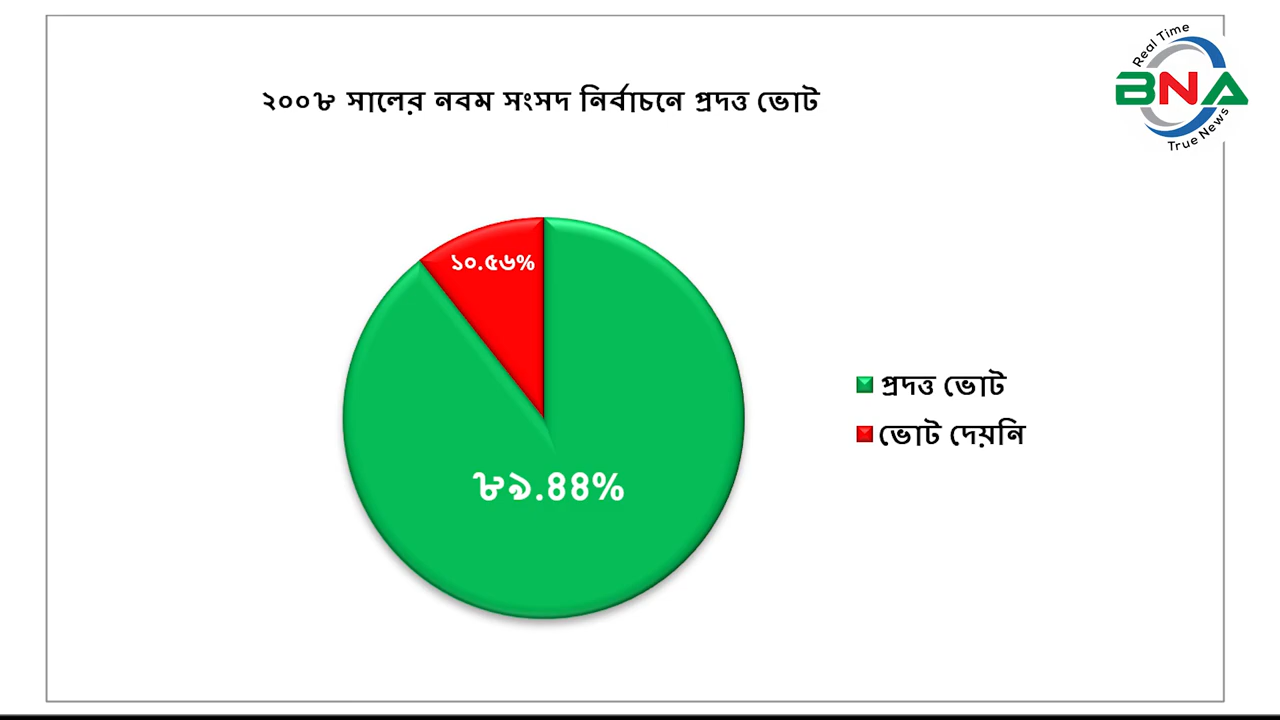 Real Time
BNA
True News
২০০৮ সালের নবম সংসদ নির্বাচনে প্রদত্ত ভোট
১০.৫৬%
৮৯.৪৪%
প্রদত্ত ভোট
ভোট দেয়নি